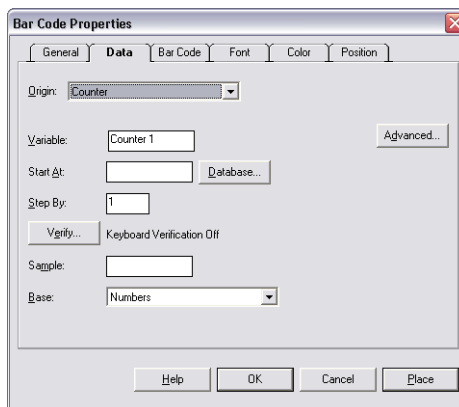 Bar Code Properties
General Data Bar Code Font Color Position
Origin: Counter
Variable: Counter 1 Advanced...
Start At: Database...
Step By: 1
Verify... Keyboard Verification Off
Sample:
Base: Numbers
Help OK Cancel Place